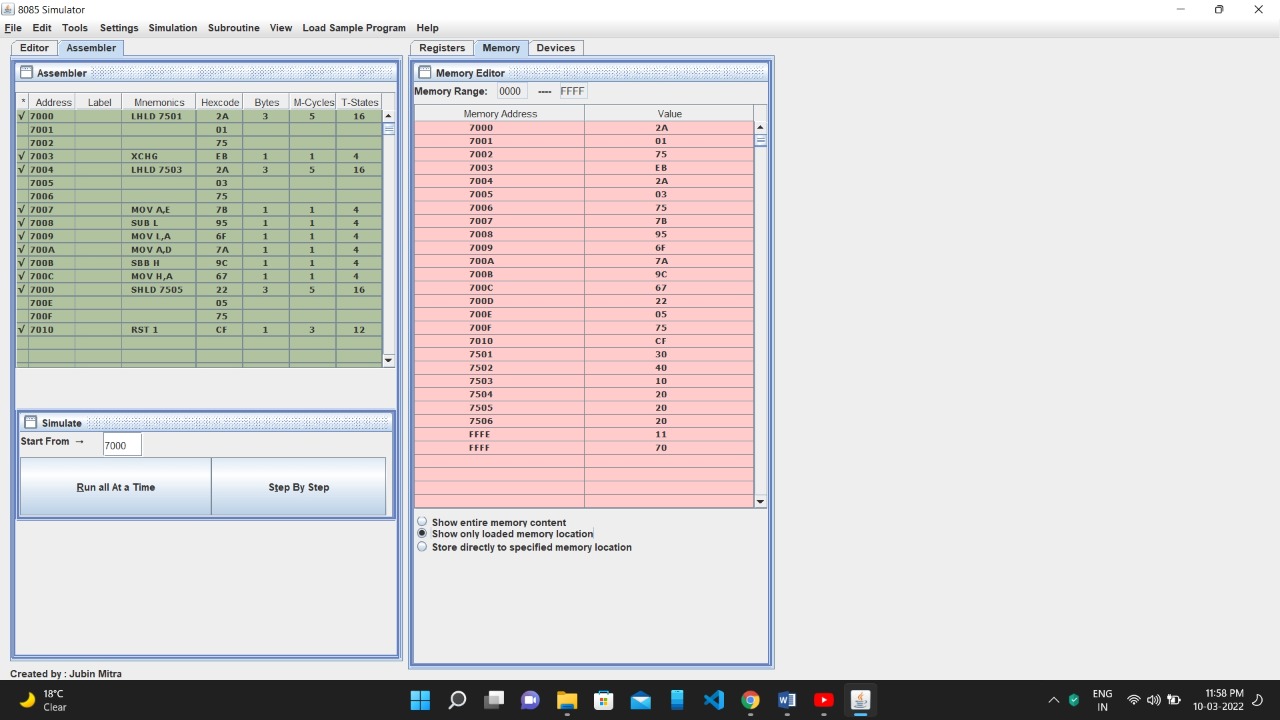 8085 Simulator
File Edit Tools Settings Simulation Subroutine View Load Sample Program Help
Editor Assembler
Assembler
* Address Label Mnemonics Hexcode Bytes M-Cycles T-States
√ 7000 LHLD 7501 2A 3 5 16
7001 01
7002 75
√ 7003 XCHG EB 1 1 4
√ 7004 LHLD 7503 2A 3 5 16
7005 03
7006 75
√ 7007 MOV A,E 7B 1 1 4
√ 7008 SUB L 95 1 1 4
√ 7009 MOV L,A 6F 1 1 4
√ 700A MOV A,D 7A 1 1 4
√ 700B SBB H 9C 1 1 4
√ 700C MOV H,A 67 1 1 4
√ 700D SHLD 7505 22 3 5 16
700E 05
700F 75
√ 7010 RST 1 CF 1 3 12
Simulate
Start From → 7000
Run all At a Time Step By Step
Created by : Jubin Mitra
Registers Memory Devices
Memory Editor
Memory Range: 0000 ---- FFFF
Memory Address Value
7000 2A
7001 01
7002 75
7003 EB
7004 2A
7005 03
7006 75
7007 7B
7008 95
7009 6F
700A 7A
700B 9C
700C 67
700D 22
700E 05
700F 75
7010 CF
7501 30
7502 40
7503 10
7504 20
7505 20
7506 20
FFFE 11
FFFF 70
Show entire memory content
Show only loaded memory location
Store directly to specified memory location
18°C
Clear
ENG
IN
11:58 PM
10-03-2022